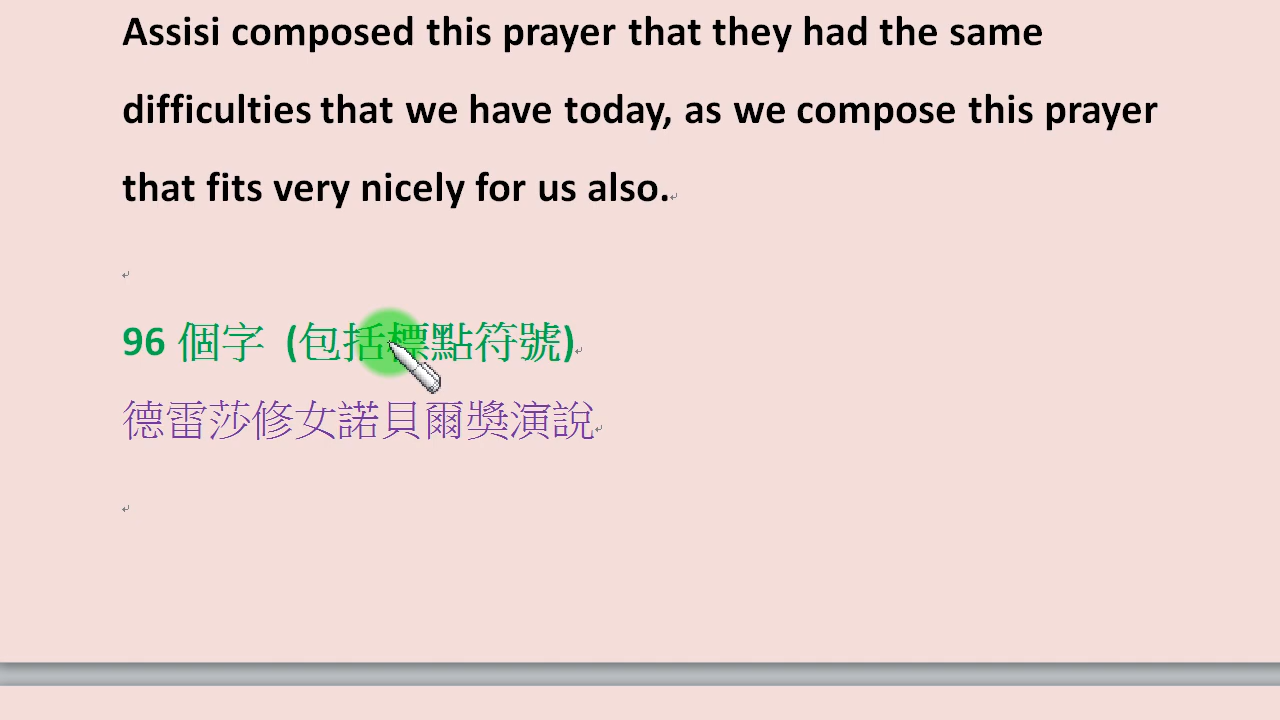 Assisi composed this prayer that they had the same
difficulties that we have today, as we compose this prayer
that fits very nicely for us also.
96 個字 (包括標點符號)
德雷莎修女諾貝爾獎演說